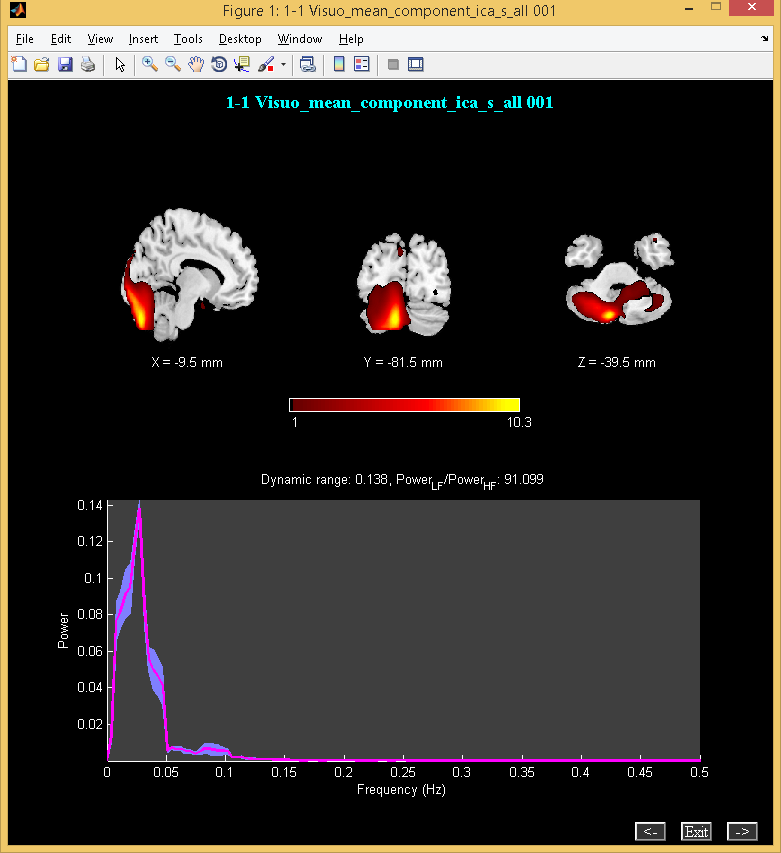 Figure 1: 1-1 Visuo_mean_component_ica_s_all 001
File Edit View Insert Tools Desktop Window Help
1-1 Visuo_mean_component_ica_s_all 001
X = -9.5 mm Y = -81.5 mm Z = -39.5 mm
1 10.3
Dynamic range: 0.138, Power_LF/Power_HF: 91.099
0.14
0.12
0.1
0.08
0.06
0.04
0.02
Power
0 0.05 0.1 0.15 0.2 0.25 0.3 0.35 0.4 0.45 0.5
Frequency (Hz)
<- Exit ->